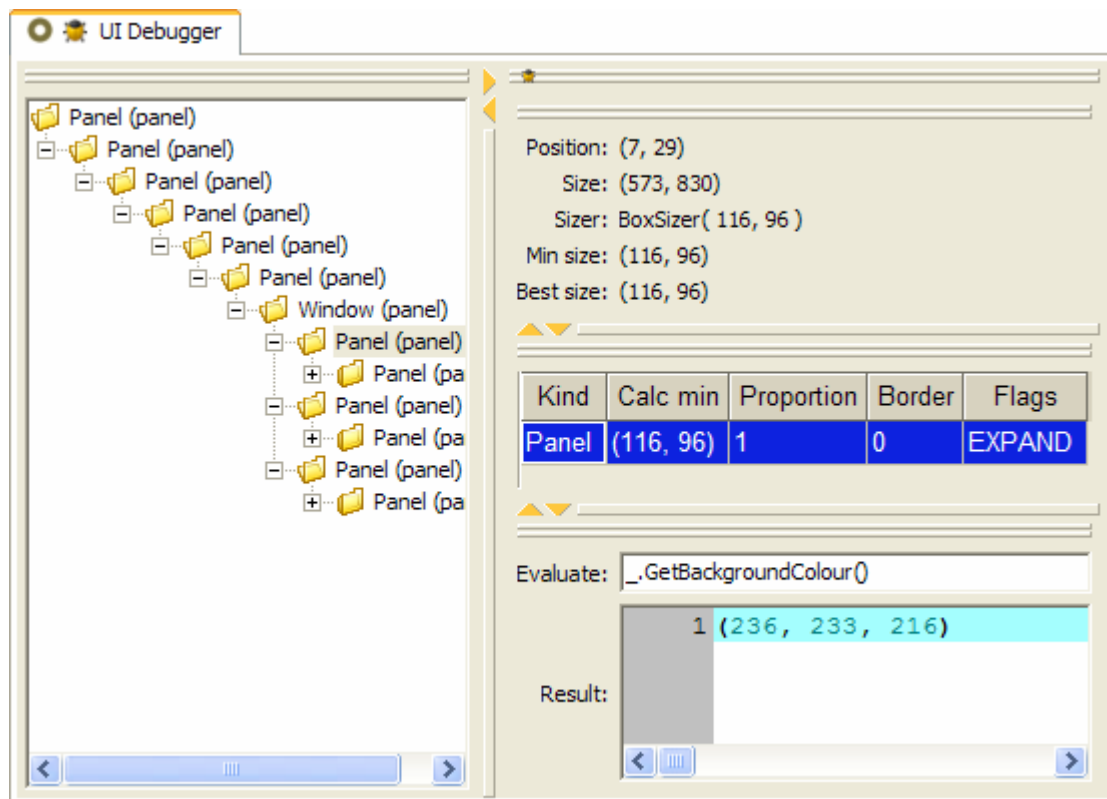 UI Debugger
Panel (panel)
Panel (panel)
Panel (panel)
Panel (panel)
Panel (panel)
Panel (panel)
Window (panel)
Panel (panel)
Panel (pa
Panel (panel)
Panel (pa
Panel (panel)
Panel (pa
Position: (7, 29)
Size: (573, 830)
Sizer: BoxSizer( 116, 96 )
Min size: (116, 96)
Best size: (116, 96)
Kind Calc min Proportion Border Flags
Panel (116, 96) 1 0 EXPAND
Evaluate: _.GetBackgroundColour()
1 (236, 233, 216)
Result: